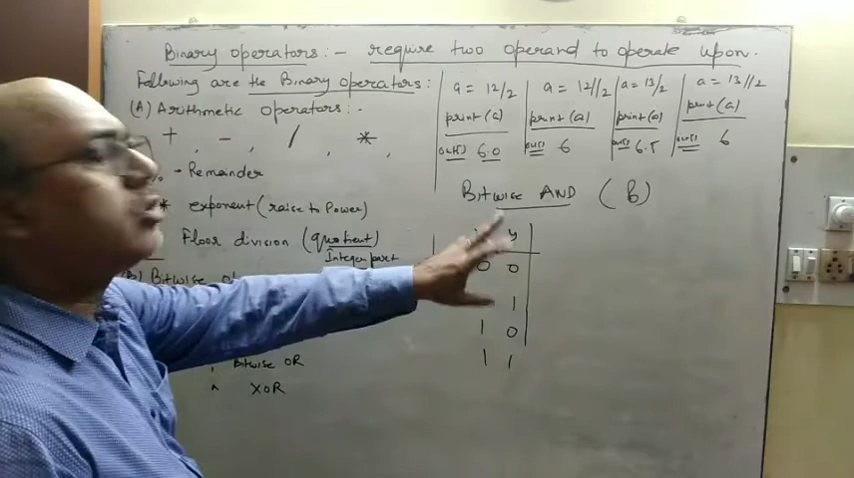 Binary operators:- require two operand to operate upon.
Following are the Binary operators:
(A) Arithmetic operators:-
+ , - , / , * ,
- Remainder
* exponent (raise to Power)
Floor division (quotient)
Integer part
(B) Bitwise
Bitwise OR
^ XOR
a = 12/2
print(a)
6.0
a = 12//2
print(a)
6
a = 13/2
print(a)
6.5
a = 13//2
print(a)
6
Bitwise AND (&)
y
0 0
1
1 0
1 1